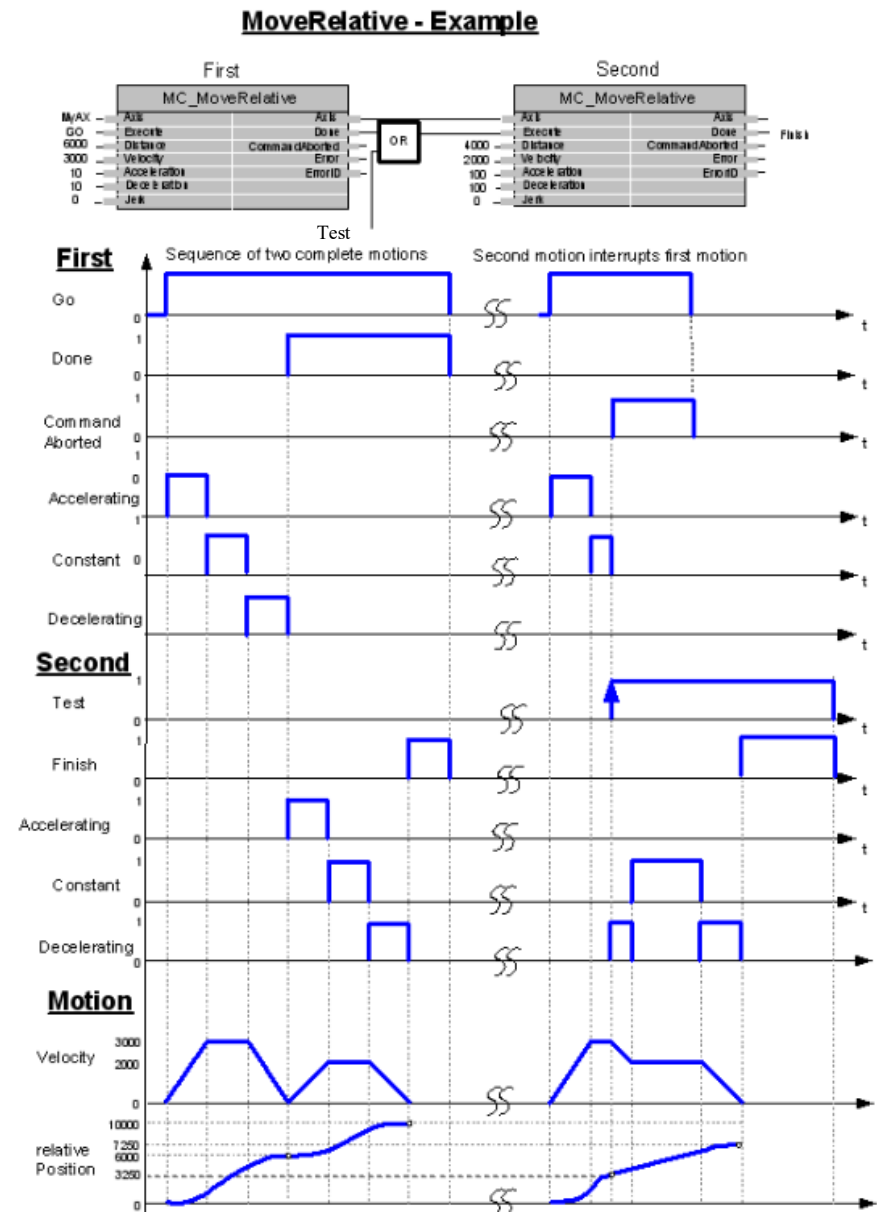 MoveRelative - Example
First
Second
MC_MoveRelative
MC_MoveRelative
MyAX
Axis
Axis
Axis
Axis
GO
Execute
Done
Execute
Done
Finish
6000
Distance
CommandAborted
OR
4000
Distance
CommandAborted
3000
Velocity
Error
2000
Velocity
Error
10
Acceleration
ErrorID
100
Acceleration
ErrorID
10
Deceleration
100
Deceleration
0
Jerk
0
Jerk
Test
First
Sequence of two complete motions
Second motion interrupts first motion
Go
0
t
1
Done
0
t
1
Command
Aborted
0
t
1
0
Accelerating
1
t
Constant
0
t
Decelerating
t
Second
1
Test
0
t
1
Finish
0
t
1
Accelerating
0
t
1
Constant
0
t
1
Decelerating
0
Motion
3000
Velocity
2000
0
10000
relative
Position
7250
6000
3250
0